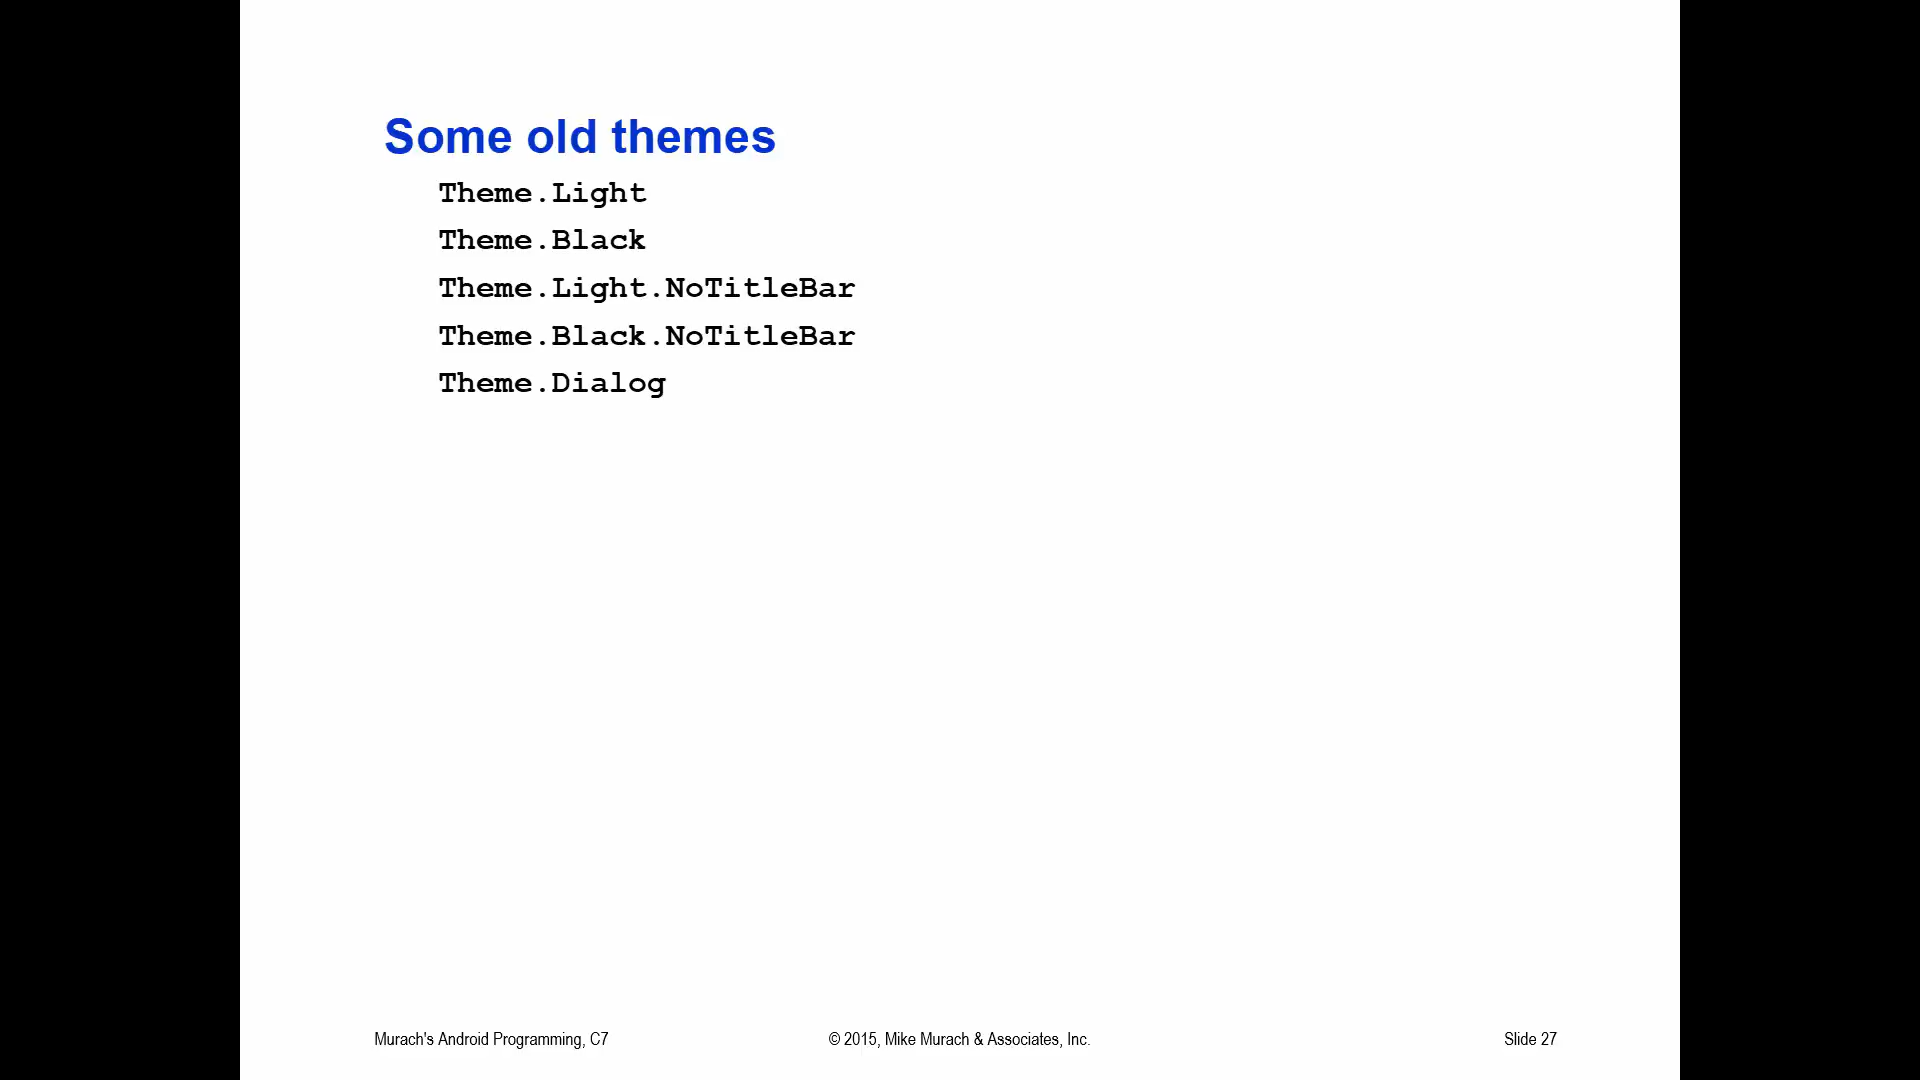 Some old themes
Theme.Light
Theme.Black
Theme.Light.NoTitleBar
Theme.Black.NoTitleBar
Theme.Dialog
Murach's Android Programming, C7
© 2015, Mike Murach & Associates, Inc.
Slide 27